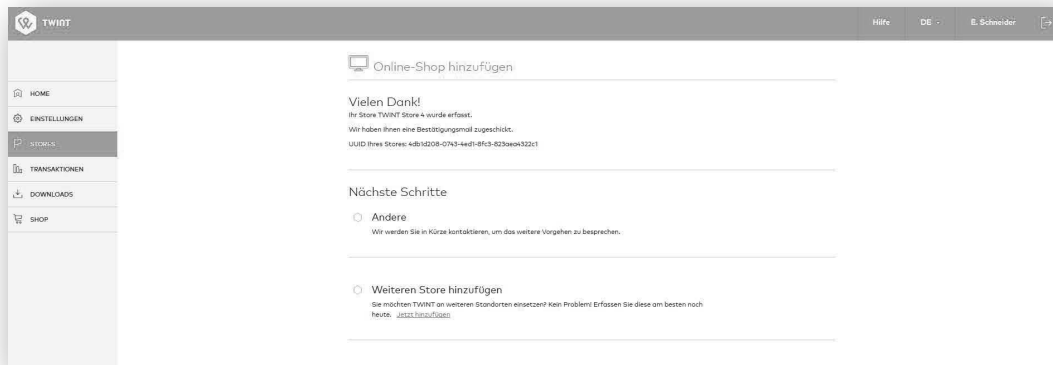 TWINT
Hilfe
DE
E. Schneider
HOME
EINSTELLUNGEN
STORES
TRANSAKTIONEN
DOWNLOADS
SHOP
Online-Shop hinzufügen
Vielen Dank!
Ihr Store TWINT Store 4 wurde erfasst.
Wir haben Ihnen eine Bestätigungsmail zugeschickt.
UUID Ihres Stores: 4db1d208-0743-4ed1-8fc3-823aea4322c1
Nächste Schritte
Andere
Wir werden Sie in Kürze kontaktieren, um das weitere Vorgehen zu besprechen.
Weiteren Store hinzufügen
Sie möchten TWINT an weiteren Standorten einsetzen? Kein Problem! Erfassen Sie diese am besten noch
heute. Jetzt hinzufügen